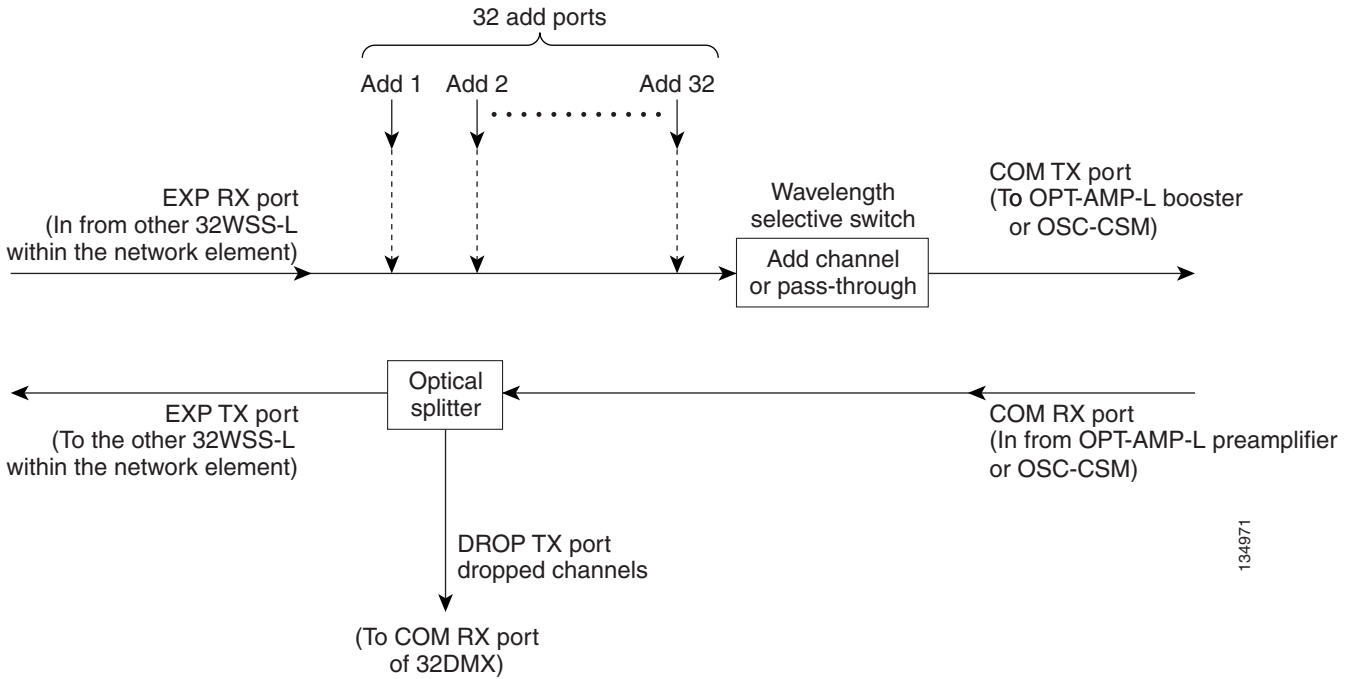 32 add ports
Add 1
Add 2
Add 32
EXP RX port
(In from other 32WSS-L
within the network element)
Wavelength
selective switch
Add channel
or pass-through
COM TX port
(To OPT-AMP-L booster
or OSC-CSM)
Optical
splitter
EXP TX port
(To the other 32WSS-L
within the network element)
COM RX port
(In from OPT-AMP-L preamplifier
or OSC-CSM)
DROP TX port
dropped channels
(To COM RX port
of 32DMX)
134971